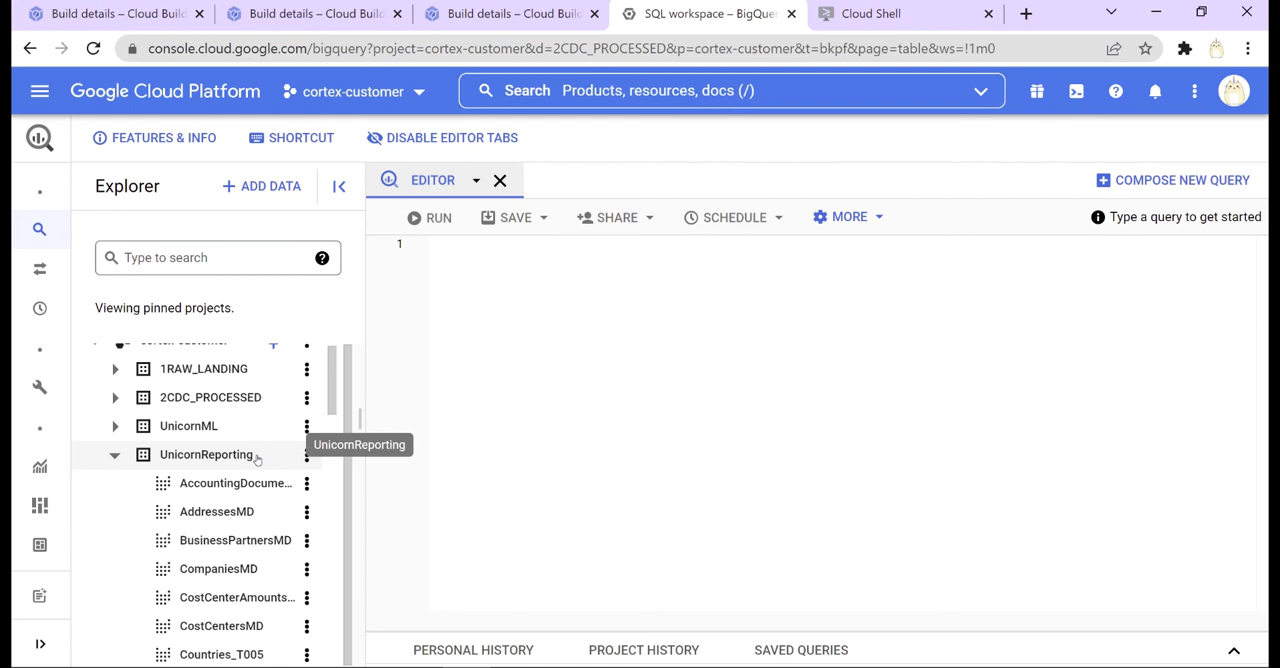 Build details – Cloud Build
Build details – Cloud Build
Build details – Cloud Buil
SQL workspace – BigQue
Cloud Shell
console.cloud.google.com/bigquery?project=cortex-customer&d=2CDC_PROCESSED&p=cortex-customer&t=bkpf&page=table&ws=!1m0
Google Cloud Platform
cortex-customer
Search Products, resources, docs (/)
FEATURES & INFO
SHORTCUT
DISABLE EDITOR TABS
Explorer
+ ADD DATA
EDITOR
COMPOSE NEW QUERY
RUN
SAVE
SHARE
SCHEDULE
MORE
Type a query to get started
1
Type to search
Viewing pinned projects.
1RAW_LANDING
2CDC_PROCESSED
UnicornML
UnicornReporting
UnicornReporting
AccountingDocume...
AddressesMD
BusinessPartnersMD
CompaniesMD
CostCenterAmounts...
CostCentersMD
Countries_T005
PERSONAL HISTORY
PROJECT HISTORY
SAVED QUERIES